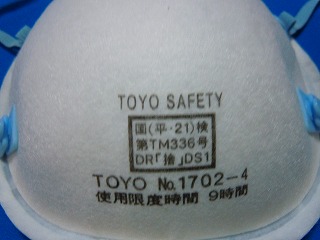 TOYO SAFETY
国(平·21)検
第TM336号
DR「捨」DS1
TOYO No.1702-4
使用限度時間 9時間